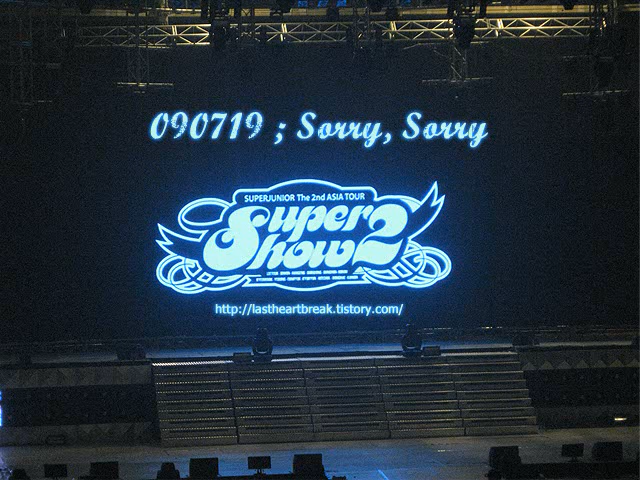 090719 ; Sorry, Sorry
SUPERJUNIOR The 2nd ASIA TOUR
Super
Show2
http://lastheartbreak.tistory.com/